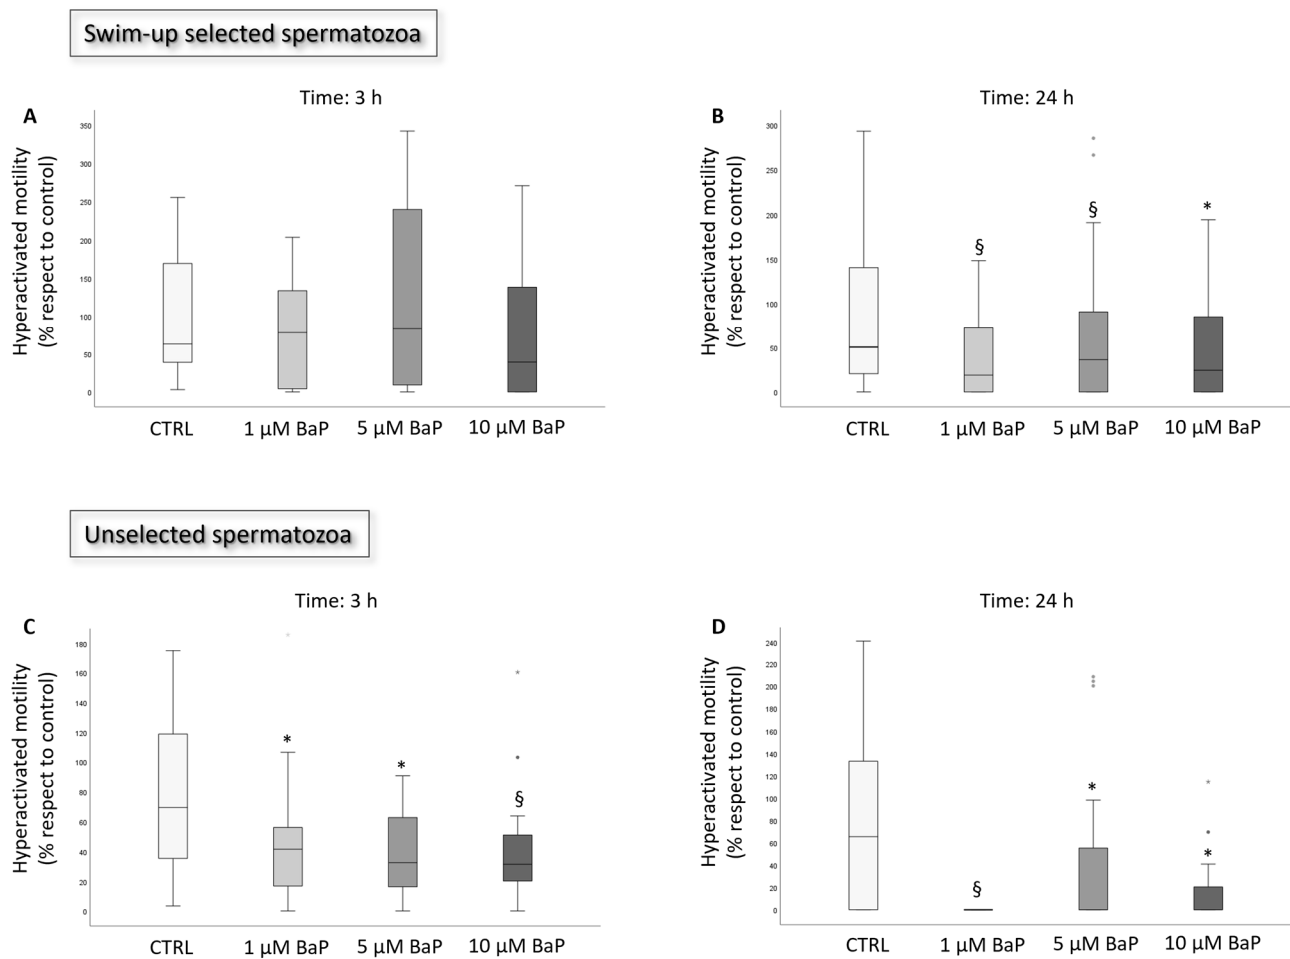 Swim-up selected spermatozoa
A
Time: 3 h
Hyperactivated motility
(% respect to control)
350
300
250
200
150
100
50
0
CTRL
1 µM BaP
5 µM BaP
10 µM BaP
B
Time: 24 h
Hyperactivated motility
(% respect to control)
300
250
200
150
100
50
0
§
§
*
CTRL
1 µM BaP
5 µM BaP
10 µM BaP
Unselected spermatozoa
C
Time: 3 h
Hyperactivated motility
(% respect to control)
180
160
140
120
100
80
60
40
20
0
*
*
§
CTRL
1 µM BaP
5 µM BaP
10 µM BaP
D
Time: 24 h
Hyperactivated motility
(% respect to control)
240
220
200
180
160
140
120
100
80
60
40
20
0
§
*
*
CTRL
1 µM BaP
5 µM BaP
10 µM BaP